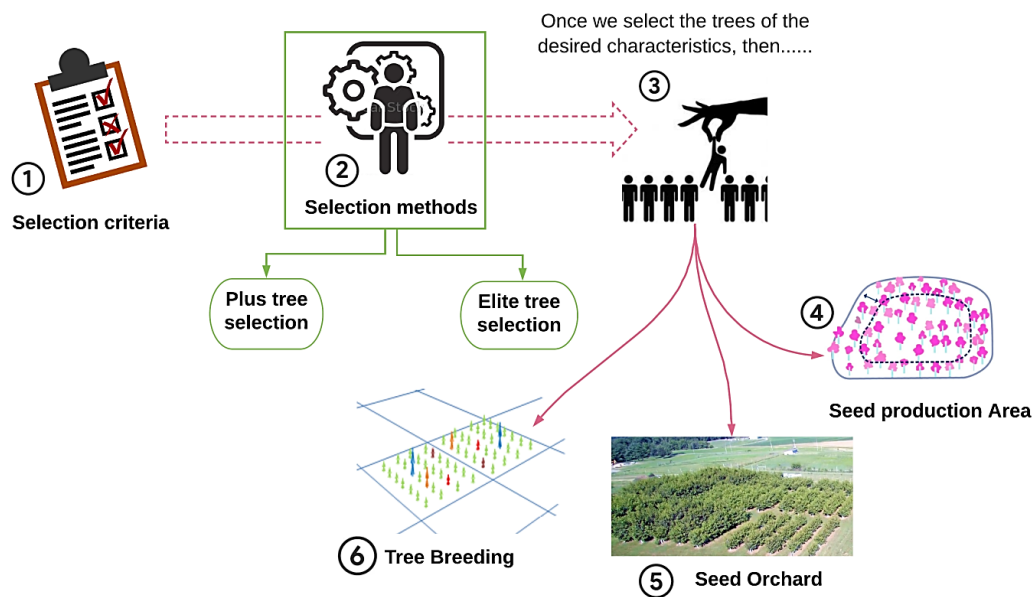 Once we select the trees of the
desired characteristics, then......
1
Selection criteria
2
Selection methods
3
Plus tree
selection
Elite tree
selection
4
Seed production Area
6 Tree Breeding
5 Seed Orchard